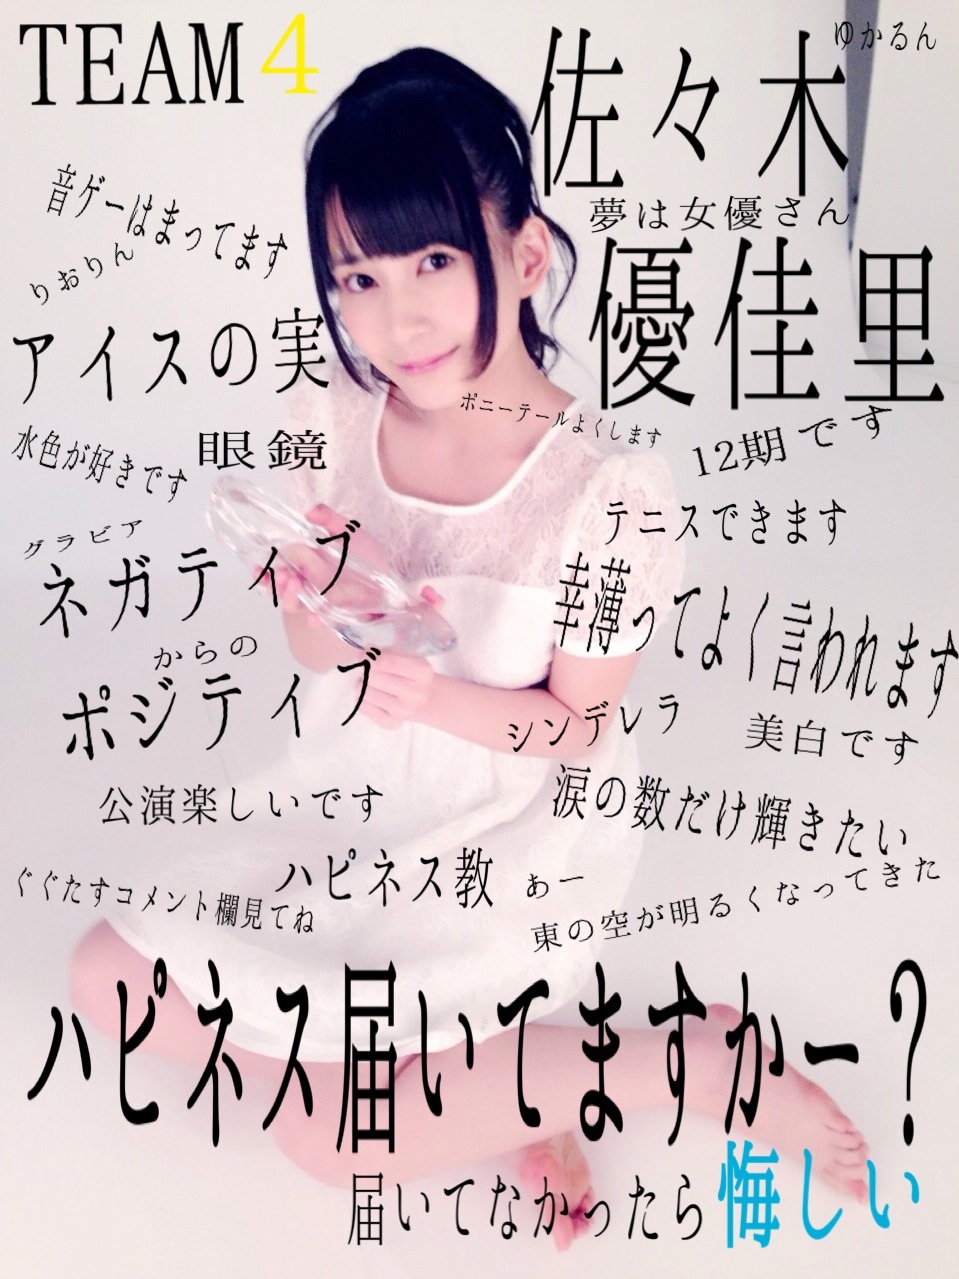 TEAM4
ゆかるん
佐々木
夢は女優さん
優佳里
音ゲーはまってます
りおりん
アイスの実
ポニーテールよくします
12期です
水色が好きです
眼鏡
テニスできます
グラビア
ネガティブ
幸薄ってよく言われます
からの
ポジティブ
シンデレラ
美白です
公演楽しいです
涙の数だけ輝きたい
ハピネス教
ぁー
ぐぐたすコメント欄見てね
東の空が明るくなってきた
ハピネス届いてますかー?
届いてなかったら悔しい